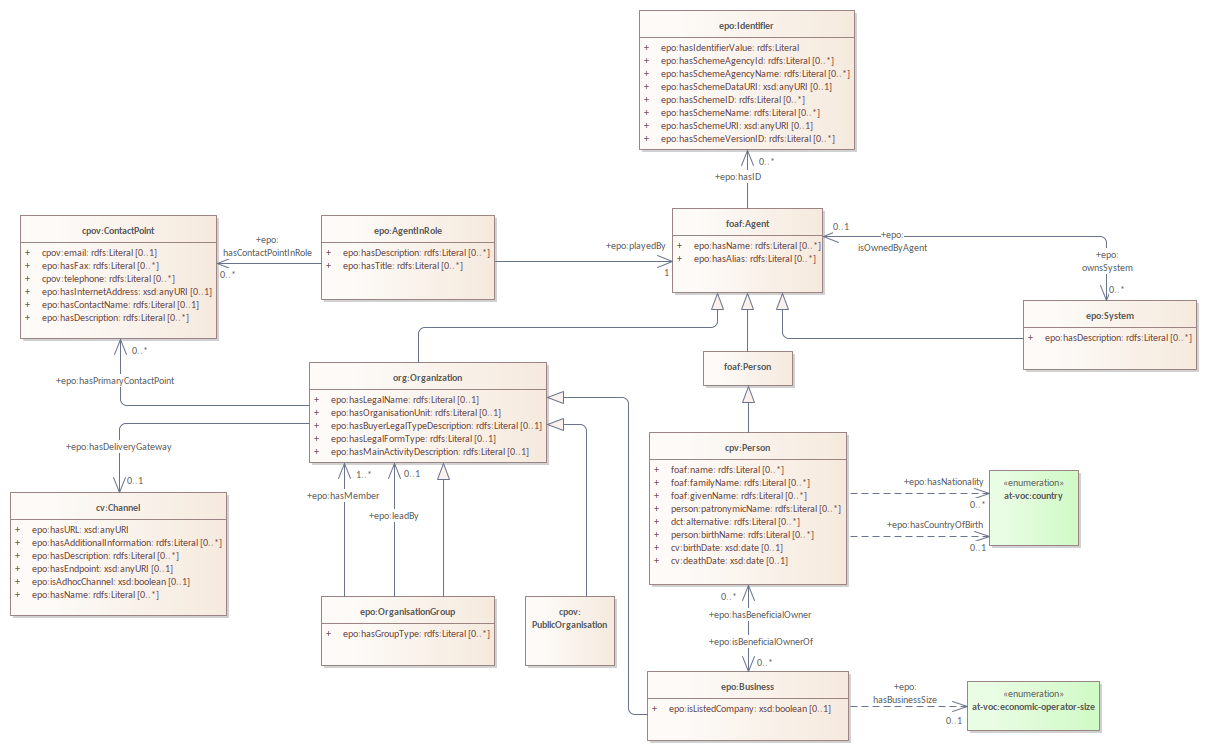 epo:Identifier
+ epo:hasIdentifierValue: rdfs:Literal
+ epo:hasSchemeAgencyId: rdfs:Literal [0..*]
+ epo:hasSchemeAgencyName: rdfs:Literal [0..*]
+ epo:hasSchemeDataURI: xsd:anyURI [0..1]
+ epo:hasSchemeID: rdfs:Literal [0..*]
+ epo:hasSchemeName: rdfs:Literal [0..*]
+ epo:hasSchemeURI: xsd:anyURI [0..1]
+ epo:hasSchemeVersionID: rdfs:Literal [0..*]
0..*
+epo:hasID
cpov:ContactPoint
+ cpov:email: rdfs:Literal [0..1]
+ epo:hasFax: rdfs:Literal [0..*]
+ cpov:telephone: rdfs:Literal [0..*]
+ epo:hasInternetAddress: xsd:anyURI [0..1]
+ epo:hasContactName: rdfs:Literal [0..1]
+ epo:hasDescription: rdfs:Literal [0..*]
+epo:
hasContactPointInRole
0..*
epo:AgentInRole
+ epo:hasDescription: rdfs:Literal [0..*]
+ epo:hasTitle: rdfs:Literal [0..*]
+epo:playedBy
1
foaf:Agent
+ epo:hasName: rdfs:Literal [0..*]
+ epo:hasAlias: rdfs:Literal [0..*]
0..1
+epo:
isOwnedByAgent
+epo:
ownsSystem
0..*
epo:System
+ epo:hasDescription: rdfs:Literal [0..*]
0..*
+epo:hasPrimaryContactPoint
org:Organization
+ epo:hasLegalName: rdfs:Literal [0..1]
+ epo:hasOrganisationUnit: rdfs:Literal [0..1]
+ epo:hasBuyerLegalTypeDescription: rdfs:Literal [0..1]
+ epo:hasLegalFormType: rdfs:Literal [0..1]
+ epo:hasMainActivityDescription: rdfs:Literal [0..1]
foaf:Person
+epo:hasDeliveryGateway
0..1
cv:Channel
+ epo:hasURL: xsd:anyURI
+ epo:hasAdditionalInformation: rdfs:Literal [0..*]
+ epo:hasDescription: rdfs:Literal [0..*]
+ epo:hasEndpoint: xsd:anyURI [0..1]
+ epo:isAdhocChannel: xsd:boolean [0..1]
+ epo:hasName: rdfs:Literal [0..*]
1..*
+epo:hasMember
0..1
+epo:leadBy
epo:OrganisationGroup
+ epo:hasGroupType: rdfs:Literal [0..*]
cpov:
PublicOrganisation
cpv:Person
+ foaf:name: rdfs:Literal [0..*]
+ foaf:familyName: rdfs:Literal [0..*]
+ foaf:givenName: rdfs:Literal [0..*]
+ person:patronymicName: rdfs:Literal [0..*]
+ dct:alternative: rdfs:Literal [0..*]
+ person:birthName: rdfs:Literal [0..*]
+ cv:birthDate: xsd:date [0..1]
+ cv:deathDate: xsd:date [0..1]
+epo:hasNationality
0..*
+epo:hasCountryOfBirth
0..1
«enumeration»
at-voc:country
0..*
+epo:hasBeneficialOwner
+epo:isBeneficialOwnerOf
0..*
epo:Business
+ epo:isListedCompany: xsd:boolean [0..1]
+epo:
hasBusinessSize
0..1
«enumeration»
at-voc:economic-operator-size